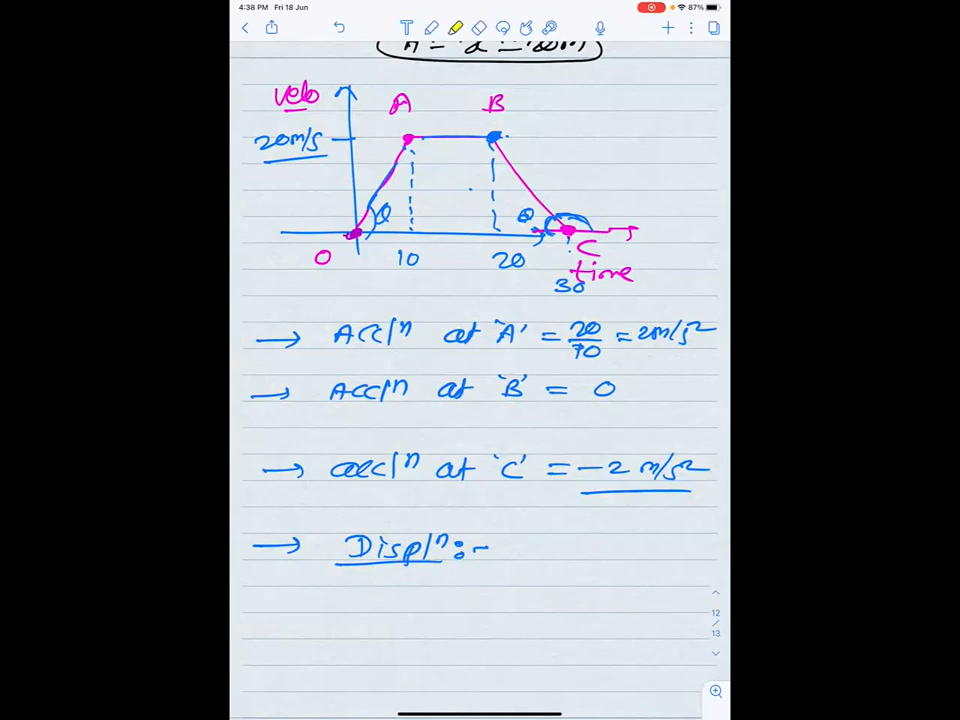 4:38 PM Fri 18 Jun
87%
velo
A
B
20m/s
θ
θ
O
10
20
C
time
30
→ Acc/n at 'A' = 20/10 = 2m/s²
→ Acc/n at 'B' = 0
→ acc/n at 'C' = -2 m/s²
→ Displ/n :-
12
/
13